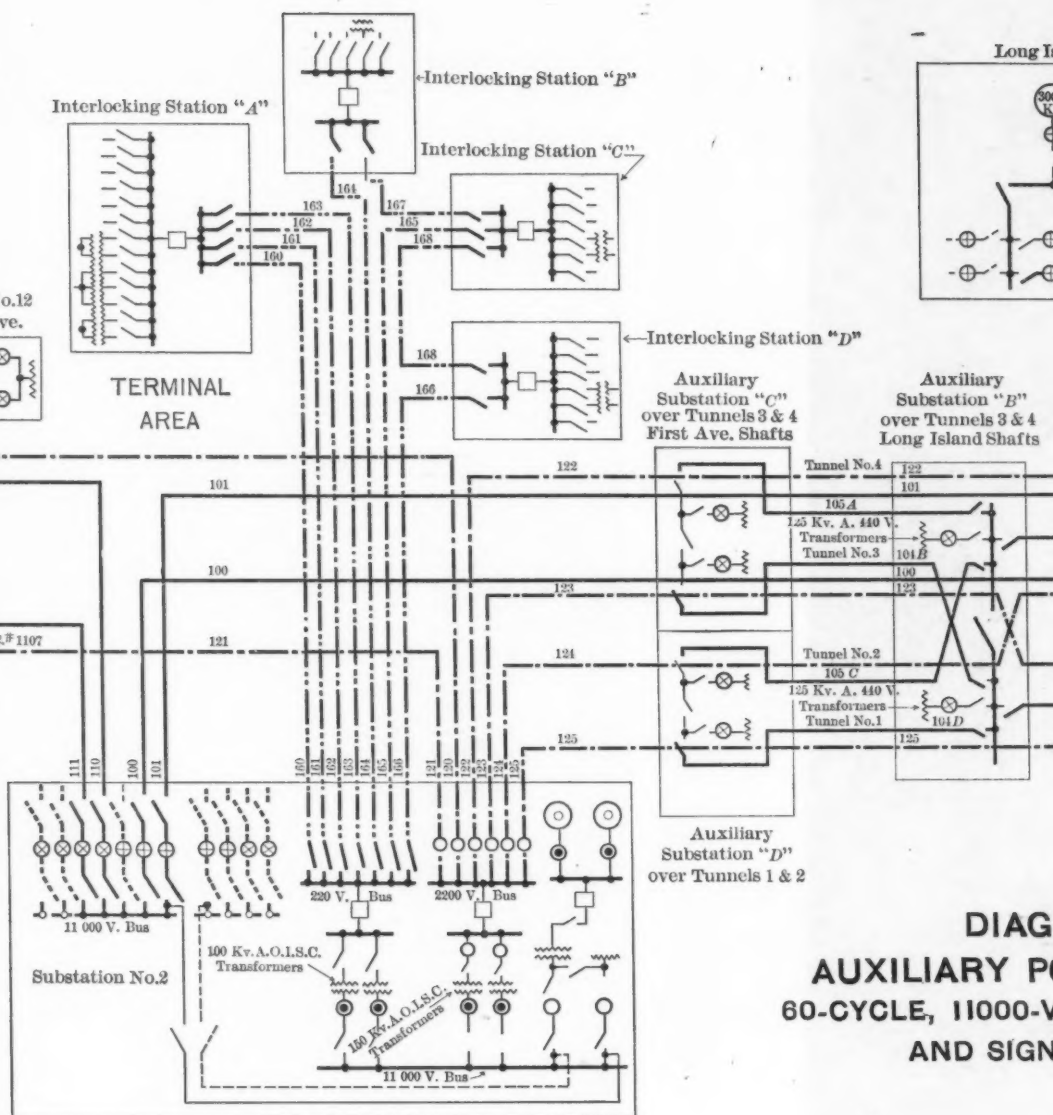 Long Is
Interlocking Station "B"
Interlocking Station "A"
Interlocking Station "C"
164
163
162
161
160
167
165
168
o.12
ve.
TERMINAL
AREA
168
166
Interlocking Station "D"
Auxiliary
Substation "C"
over Tunnels 3 & 4
First Ave. Shafts
Auxiliary
Substation "B"
over Tunnels 3 & 4
Long Island Shafts
122
Tunnel No.4
122
101
101
105A
125 Kv. A. 440 V.
Transformers
Tunnel No.3
104B
100
100
123
123
#1107
121
124
Tunnel No.2
105 C
125 Kv. A. 440 V.
Transformers
Tunnel No.1
104D
125
125
111
110
100
101
160
161
162
163
164
165
166
121
120
122
123
124
125
Auxiliary
Substation "D"
over Tunnels 1 & 2
220 V. Bus
2200 V. Bus
11 000 V. Bus
100 Kv.A.O.I.S.C.
Transformers
Substation No.2
150 Kv.A.O.I.S.C.
Transformers
11 000 V. Bus
DIAG
AUXILIARY PO
60-CYCLE, 11000-V
AND SIGN